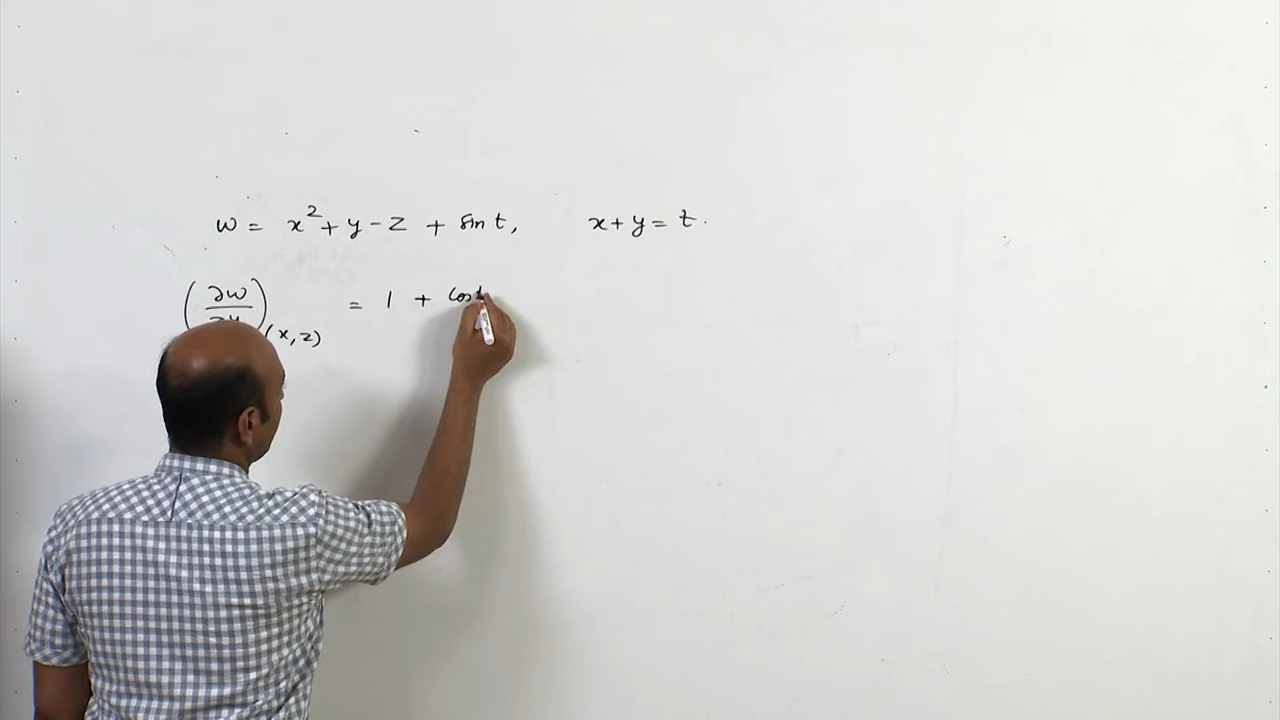 w = x² + y - z + sin t, x + y = t.
(∂w/∂y)(x, z) = 1 + cos t